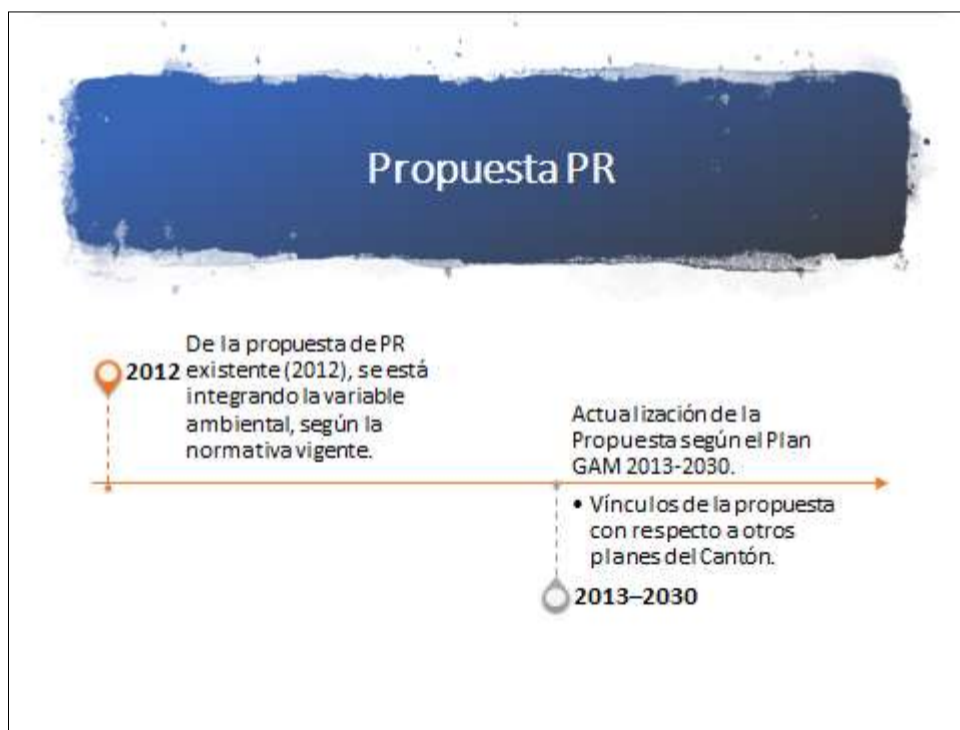 Propuesta PR
De la propuesta de PR
2012 existente (2012), se está
integrando la variable
ambiental, según la
normativa vigente.
Actualización de la
Propuesta según el Plan
GAM 2013-2030.
• Vínculos de la propuesta
con respecto a otros
planes del Cantón.
2013–2030